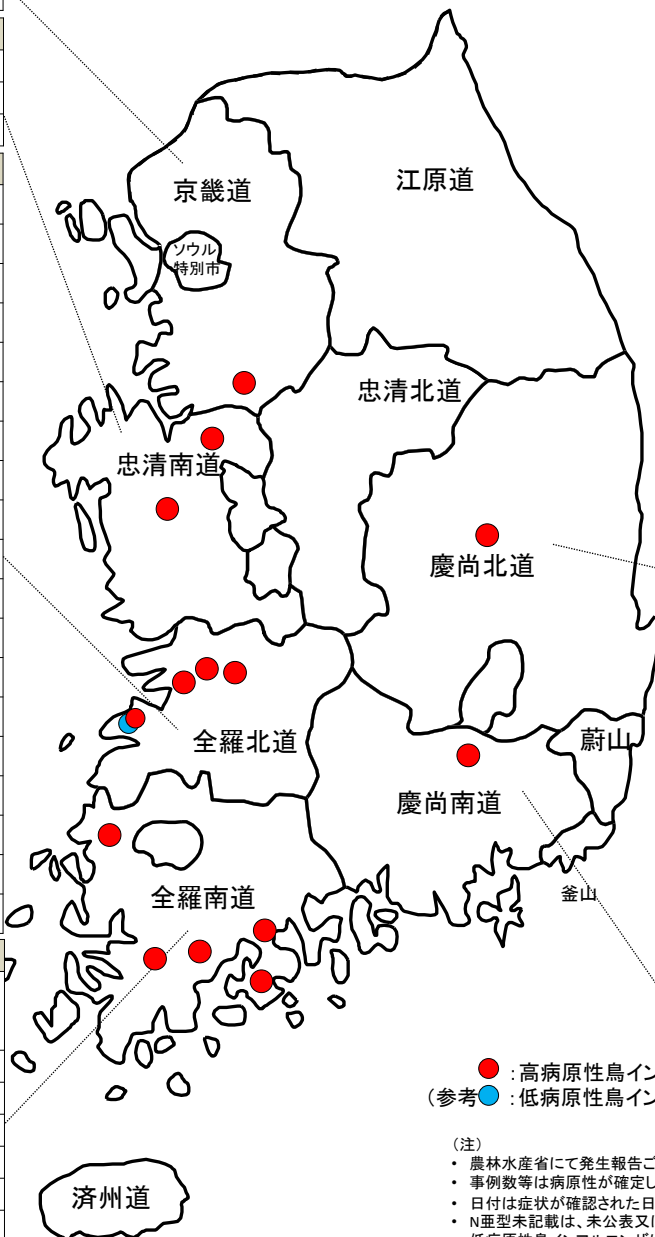 京畿道
江原道
ソウル
特別市
忠清北道
忠清南道
慶尚北道
全羅北道
蔚山
慶尚南道
釜山
全羅南道
：高病原性鳥イン
（参考 ：低病原性鳥イン
済州道
（注）
• 農林水産省にて発生報告ご
• 事例数等は病原性が確定し
• 日付は症状が確認された日
• N亜型未記載は、未公表又は